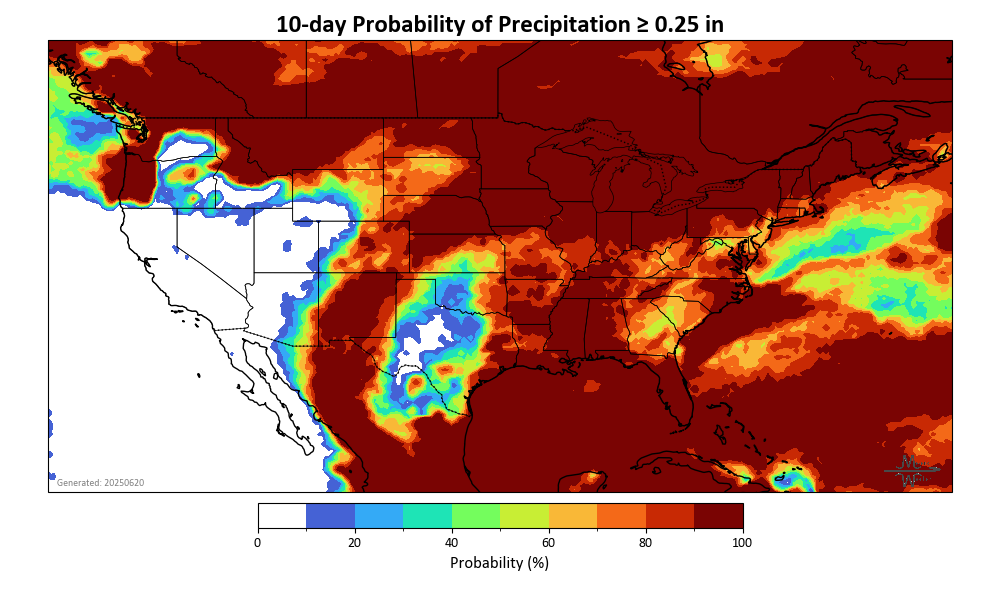 10-day Probability of Precipitation ≥ 0.25 in
Generated: 20250620
0 20 40 60 80 100
Probability (%)